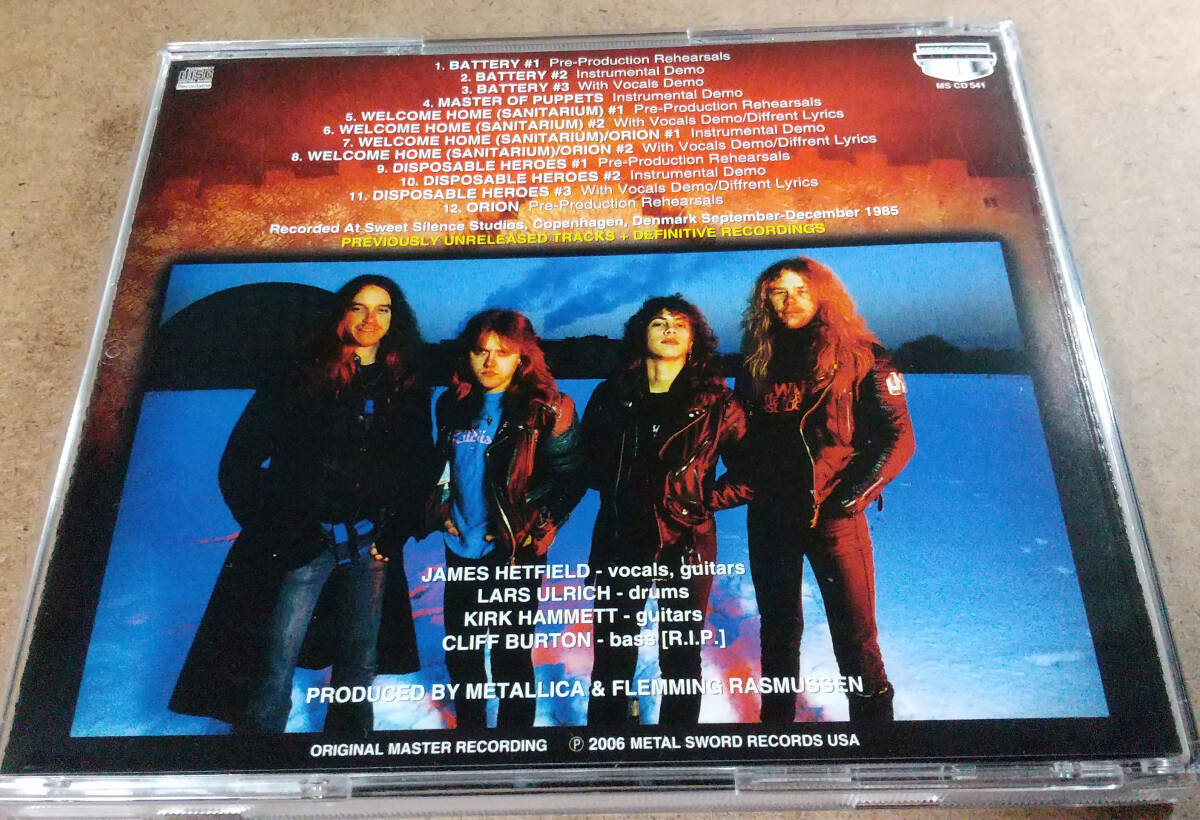 1. BATTERY #1 Pre-Production Rehearsals
2. BATTERY #2 Instrumental Demo
3. BATTERY #3 With Vocals Demo
4. MASTER OF PUPPETS Instrumental Demo
5. WELCOME HOME (SANITARIUM) #1 Pre-Production Rehearsals
6. WELCOME HOME (SANITARIUM) #2 With Vocals Demo/Diffrent Lyrics
7. WELCOME HOME (SANITARIUM)/ORION #1 Instrumental Demo
8. WELCOME HOME (SANITARIUM)/ORION #2 With Vocals Demo/Diffrent Lyrics
9. DISPOSABLE HEROES #1 Pre-Production Rehearsals
10. DISPOSABLE HEROES #2 Instrumental Demo
11. DISPOSABLE HEROES #3 With Vocals Demo/Diffrent Lyrics
12. ORION Pre-Production Rehearsals
Recorded At Sweet Silence Studios, Copenhagen, Denmark September-December 1985
PREVIOUSLY UNRELEASED TRACKS + DEFINITIVE RECORDINGS
disc
Recordable
MS CD 541
JAMES HETFIELD - vocals, guitars
LARS ULRICH - drums
KIRK HAMMETT - guitars
CLIFF BURTON - bass [R.I.P.]
PRODUCED BY METALLICA & FLEMMING RASMUSSEN
ORIGINAL MASTER RECORDING ℗ 2006 METAL SWORD RECORDS USA